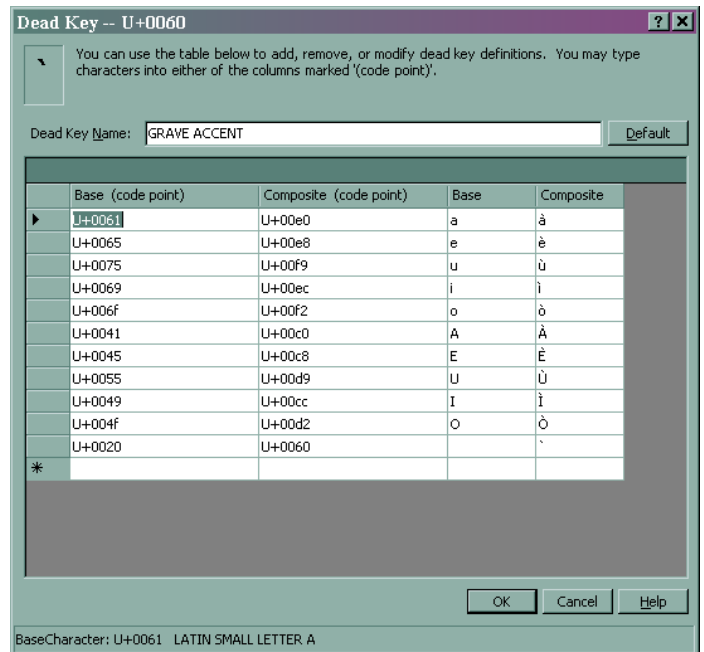 Dead Key -- U+0060
`
You can use the table below to add, remove, or modify dead key definitions. You may type
characters into either of the columns marked '(code point)'.
Dead Key Name: GRAVE ACCENT Default
Base (code point) Composite (code point) Base Composite
U+0061 U+00e0 a à
U+0065 U+00e8 e è
U+0075 U+00f9 u ù
U+0069 U+00ec i ì
U+006f U+00f2 o ò
U+0041 U+00c0 A À
U+0045 U+00c8 E È
U+0055 U+00d9 U Ù
U+0049 U+00cc I Ì
U+004f U+00d2 O Ò
U+0020 U+0060 `
OK Cancel Help
BaseCharacter: U+0061 LATIN SMALL LETTER A